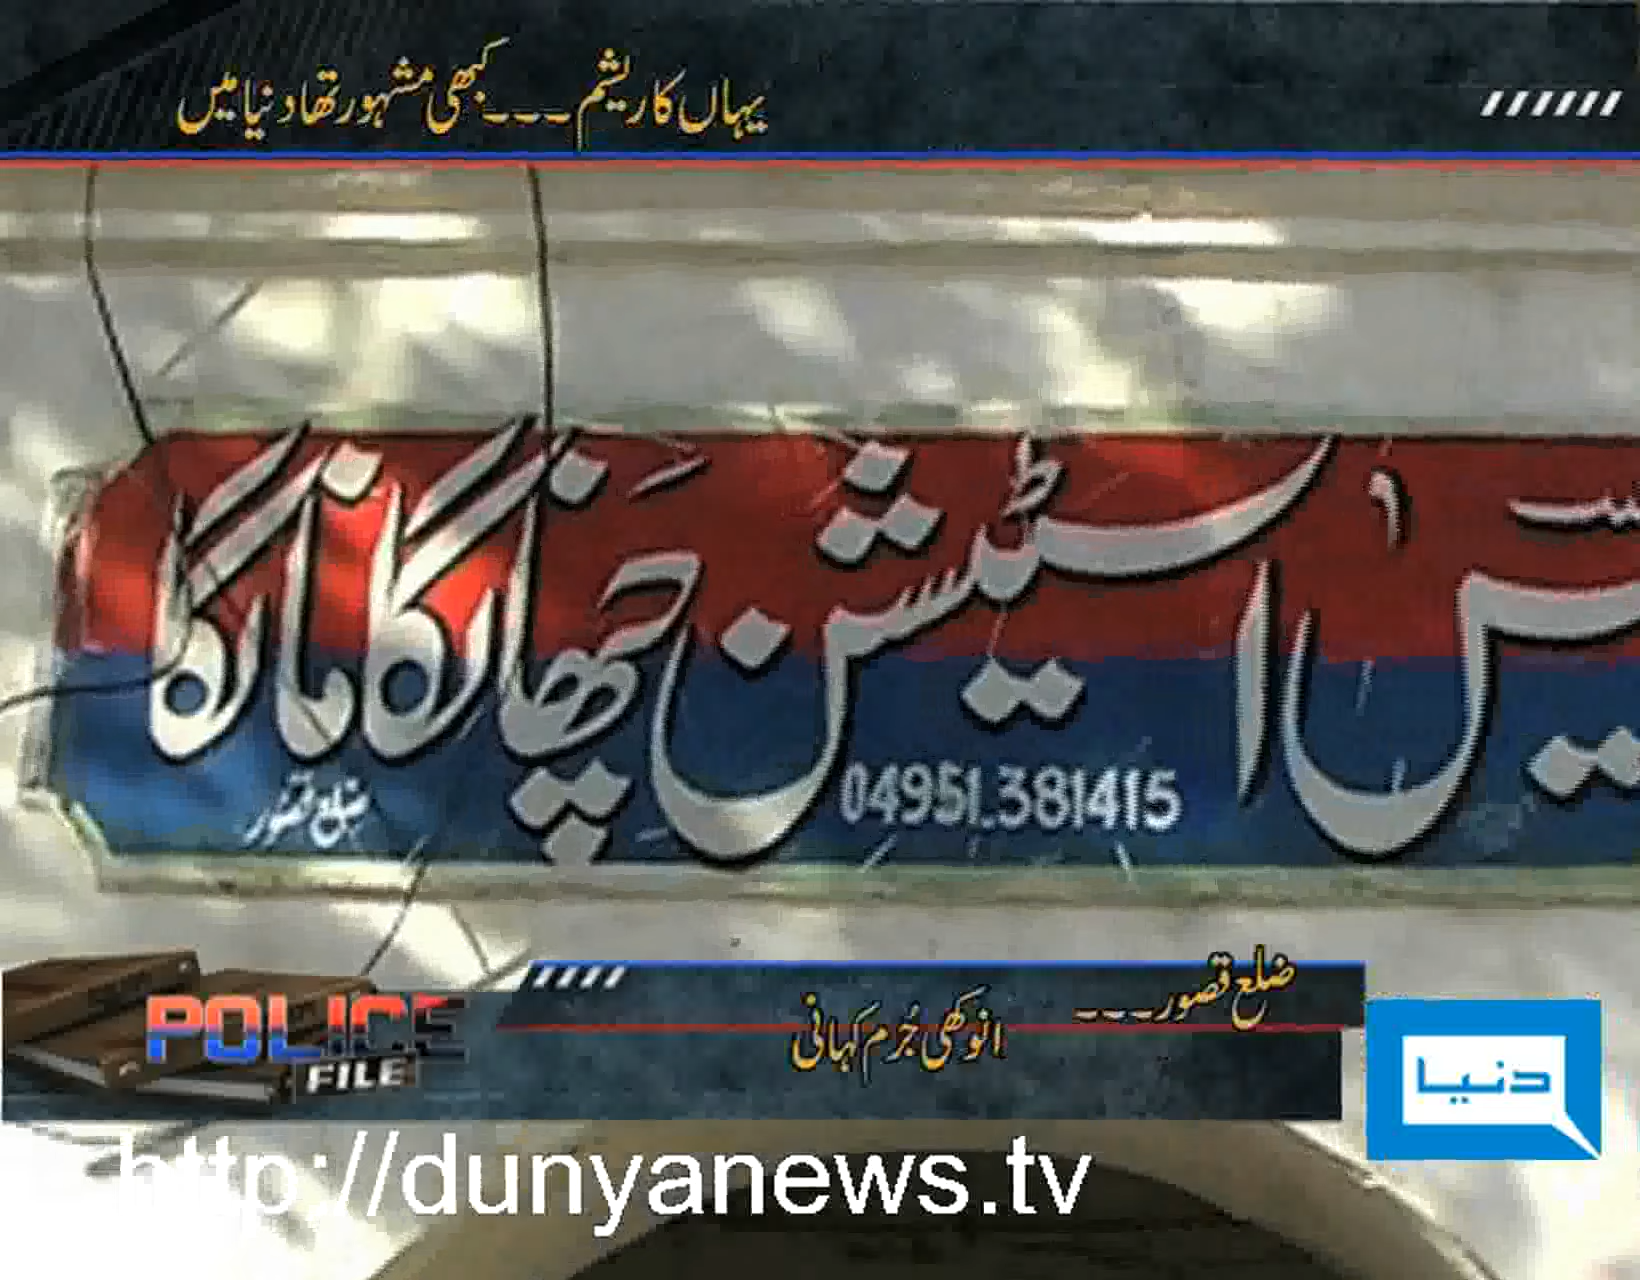 یہاں کا ریشم ۔۔۔ کبھی مشہور تھا دنیا میں
اسٹیشن چھانگا مانگا
04951.381415
ضلع قصور
ضلع قصور ۔۔۔
انوکھی جُرم کہانی
POLICE
FILE
دنیا
http://dunyanews.tv